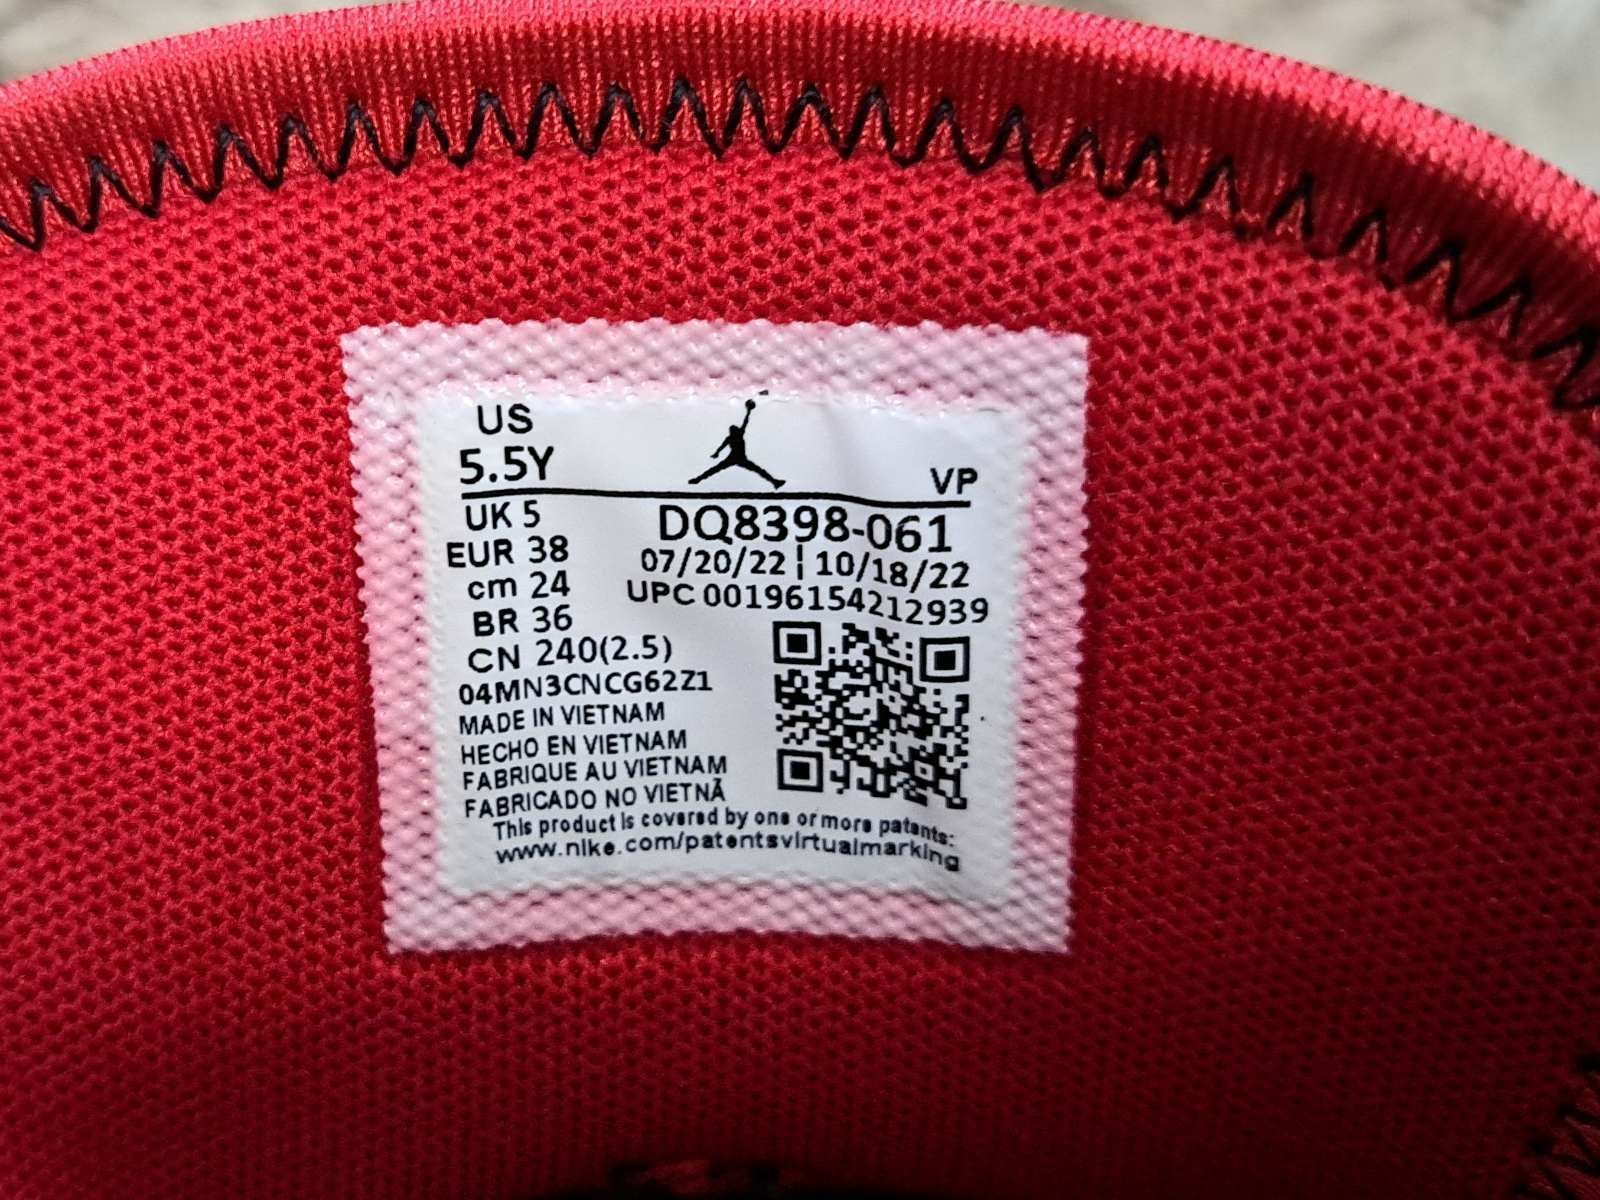 US
5.5Y
VP
UK 5
EUR 38
cm 24
BR 36
CN 240(2.5)
DQ8398-061
07/20/22 | 10/18/22
UPC 00196154212939
04MN3CNCG62Z1
MADE IN VIETNAM
HECHO EN VIETNAM
FABRIQUE AU VIETNAM
FABRICADO NO VIETNÃ
This product is covered by one or more patents:
www.nike.com/patentsvirtualmarking